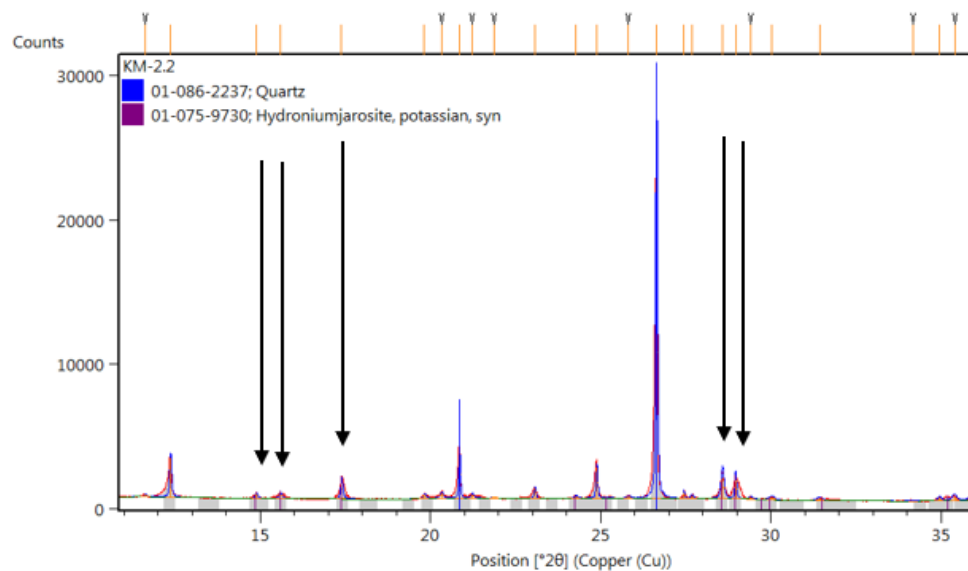 Counts
KM-2.2
01-086-2237; Quartz
01-075-9730; Hydroniumjarosite, potassian, syn
30000
20000
10000
0
15 20 25 30 35
Position [°2θ] (Copper (Cu))